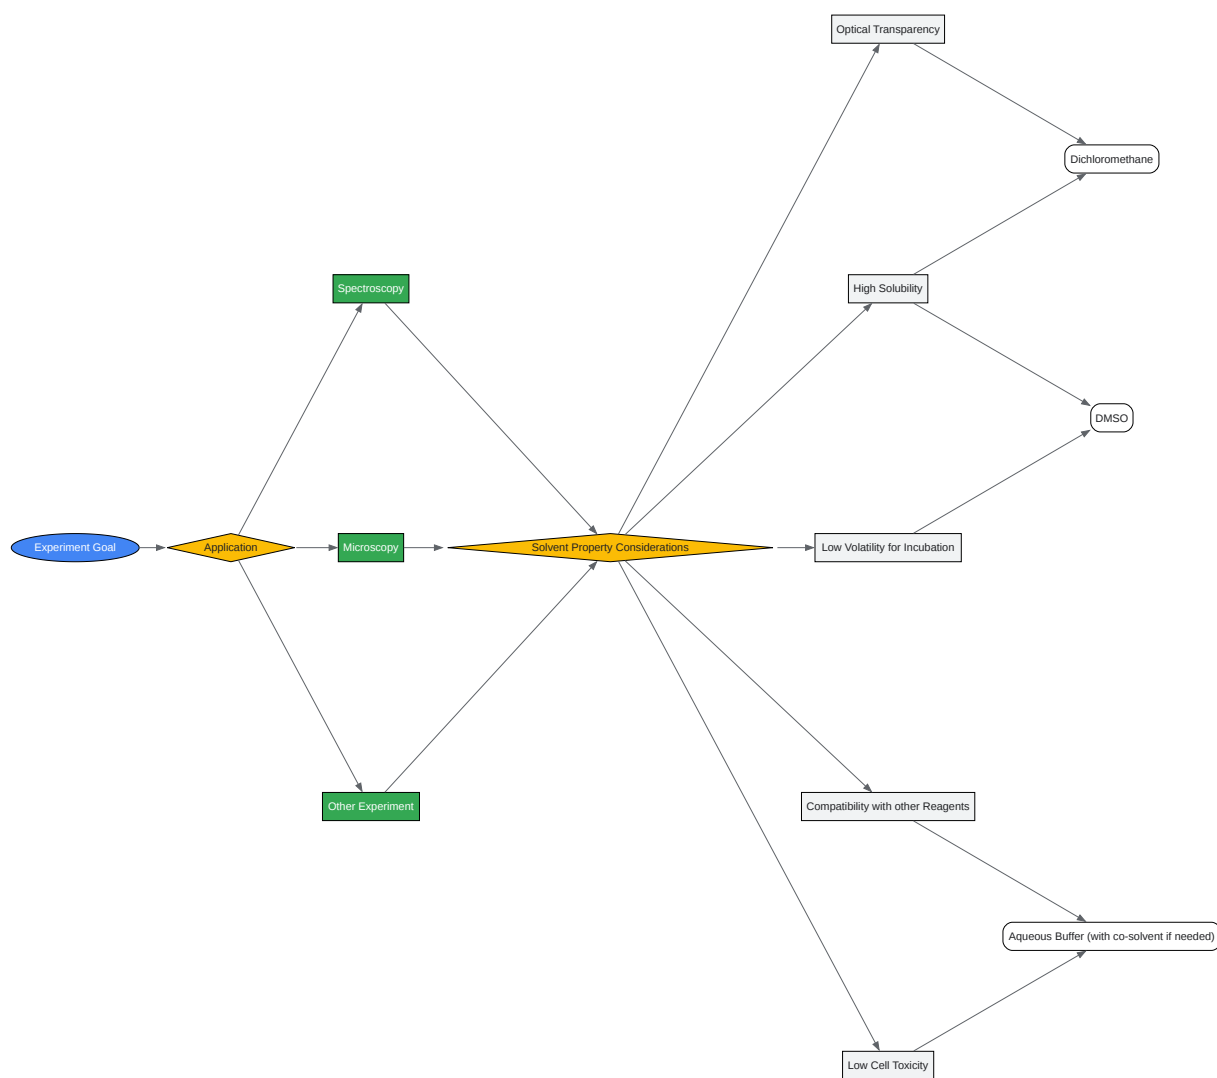 Optical Transparency
Dichloromethane
Spectroscopy
High Solubility
DMSO
Experiment Goal
Application
Microscopy
Solvent Property Considerations
Low Volatility for Incubation
Other Experiment
Compatibility with other Reagents
Aqueous Buffer (with co-solvent if needed)
Low Cell Toxicity